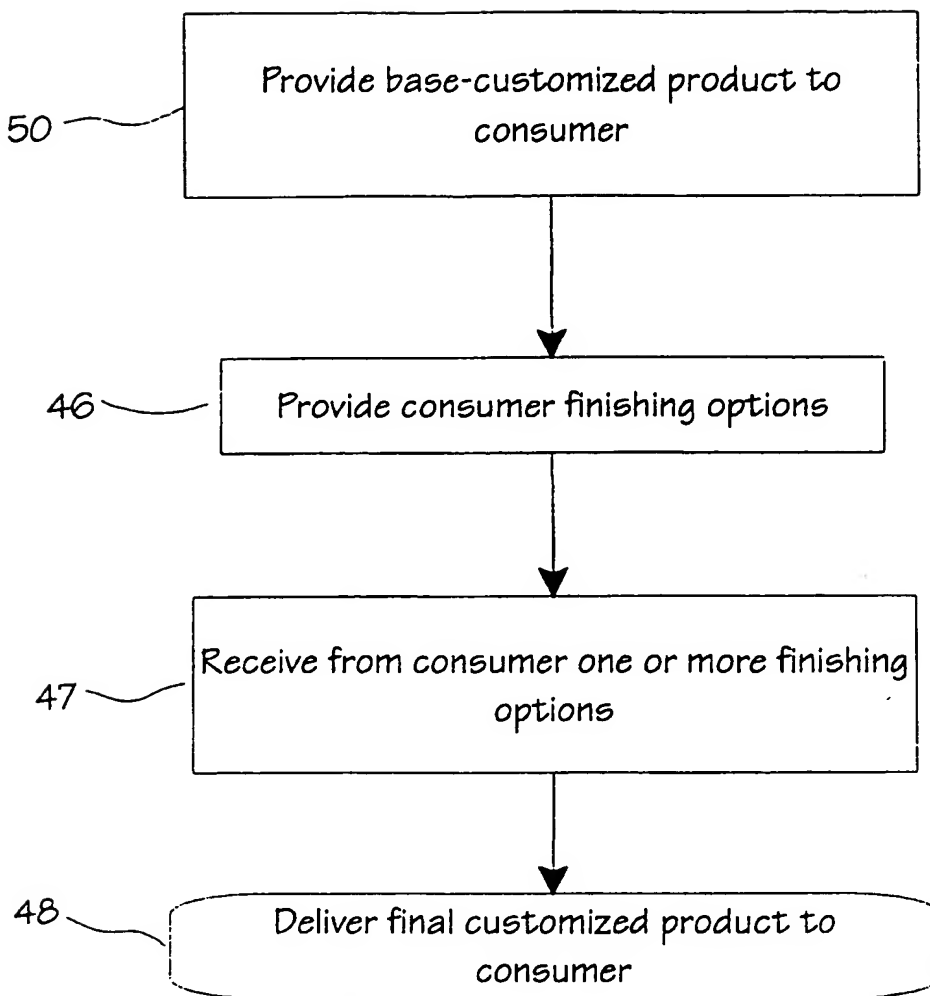 Provide base-customized product to
consumer
50
Provide consumer finishing options
46
Receive from consumer one or more finishing
options
47
Deliver final customized product to
consumer
48